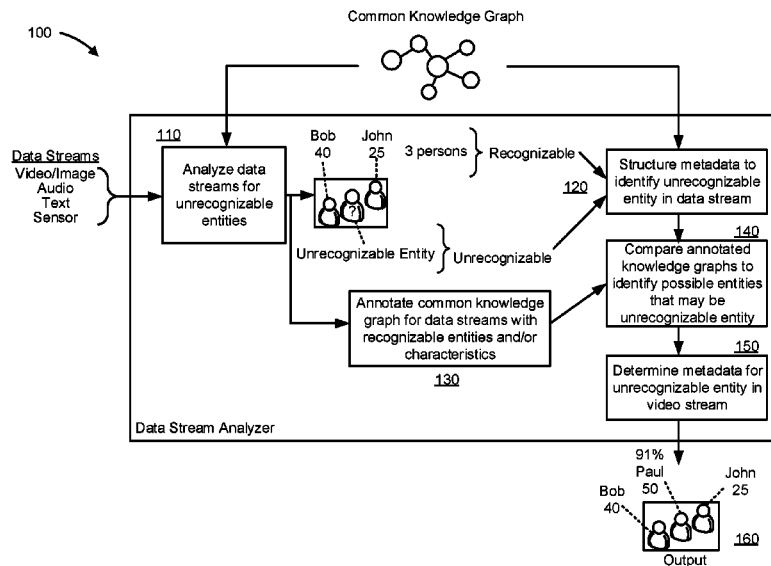 Common Knowledge Graph
100
110
Data Streams
Video/Image
Audio
Text
Sensor
Analyze data
streams for
unrecognizable
entities
Bob
40
John
25
?
3 persons
Recognizable
Unrecognizable Entity
Unrecognizable
120
Structure metadata to
identify unrecognizable
entity in data stream
140
Compare annotated
knowledge graphs to
identify possible entities
that may be
unrecognizable entity
Annotate common knowledge
graph for data streams with
recognizable entities and/or
characteristics
130
150
Determine metadata for
unrecognizable entity in
video stream
Data Stream Analyzer
91%
Paul
50
John
25
Bob
40
160
Output